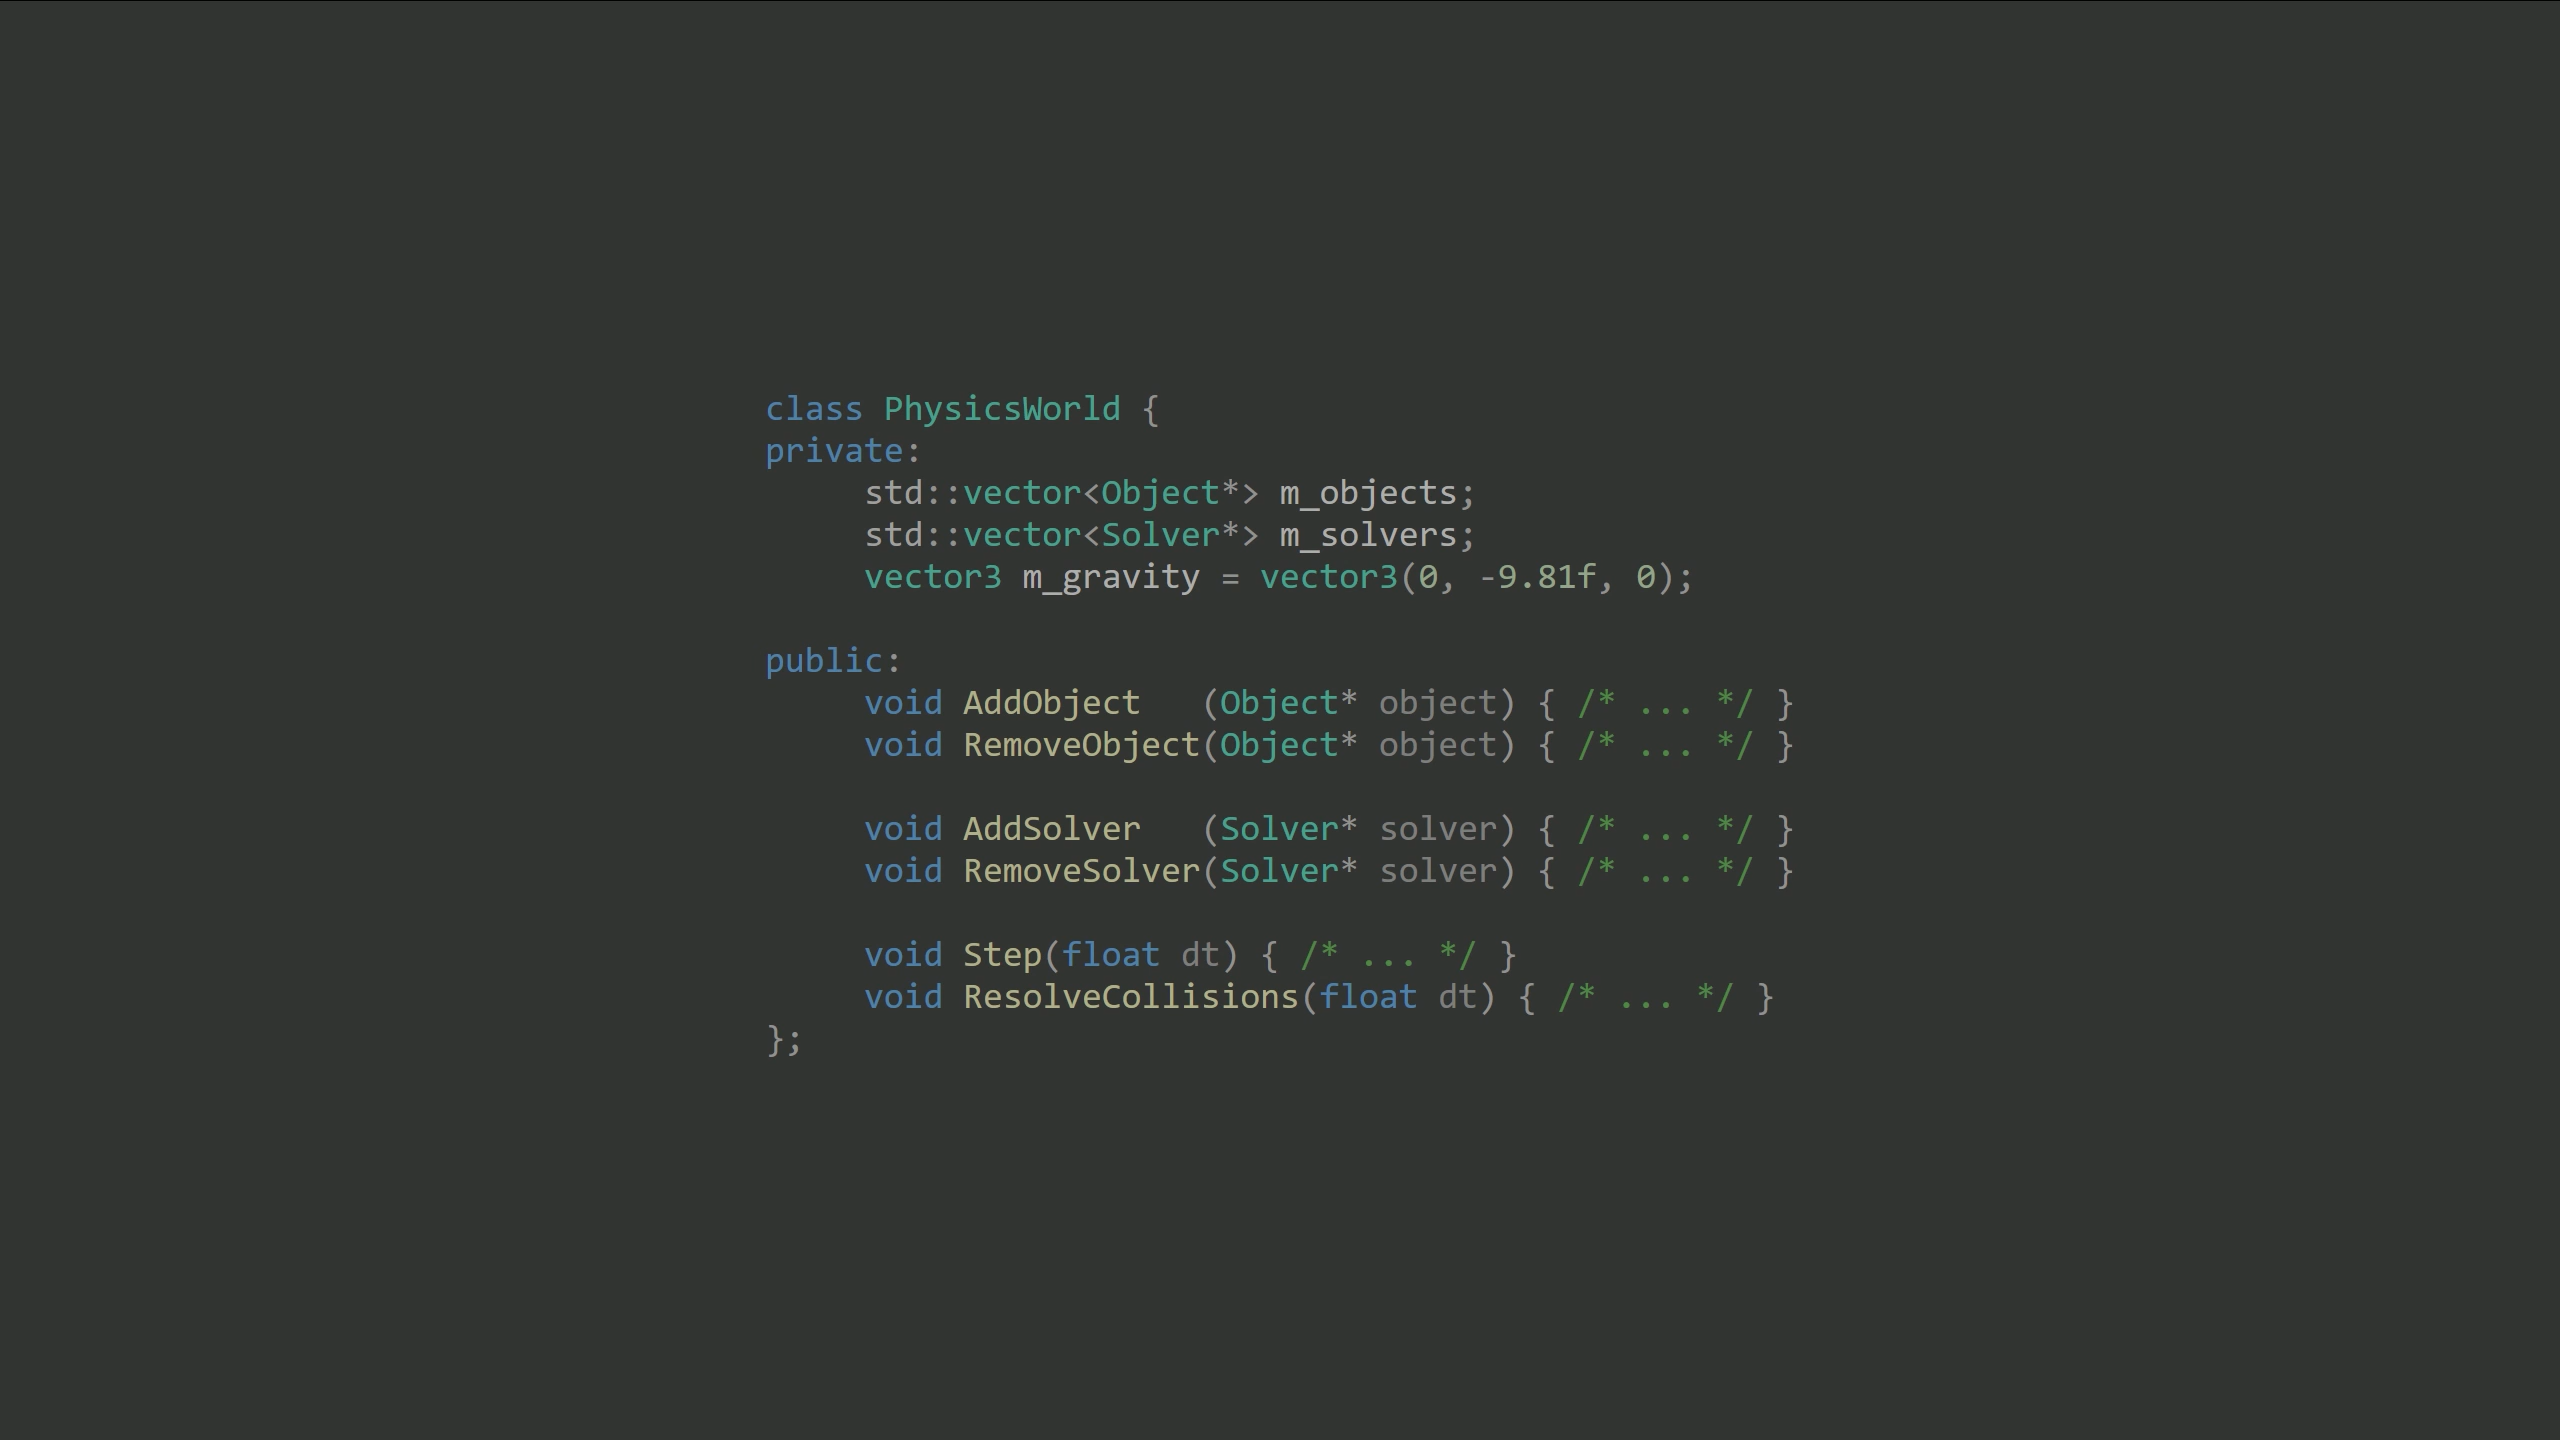 class PhysicsWorld {
private:
     std::vector<Object*> m_objects;
     std::vector<Solver*> m_solvers;
     vector3 m_gravity = vector3(0, -9.81f, 0);

public:
     void AddObject   (Object* object) { /* ... */ }
     void RemoveObject(Object* object) { /* ... */ }

     void AddSolver   (Solver* solver) { /* ... */ }
     void RemoveSolver(Solver* solver) { /* ... */ }

     void Step(float dt) { /* ... */ }
     void ResolveCollisions(float dt) { /* ... */ }
};